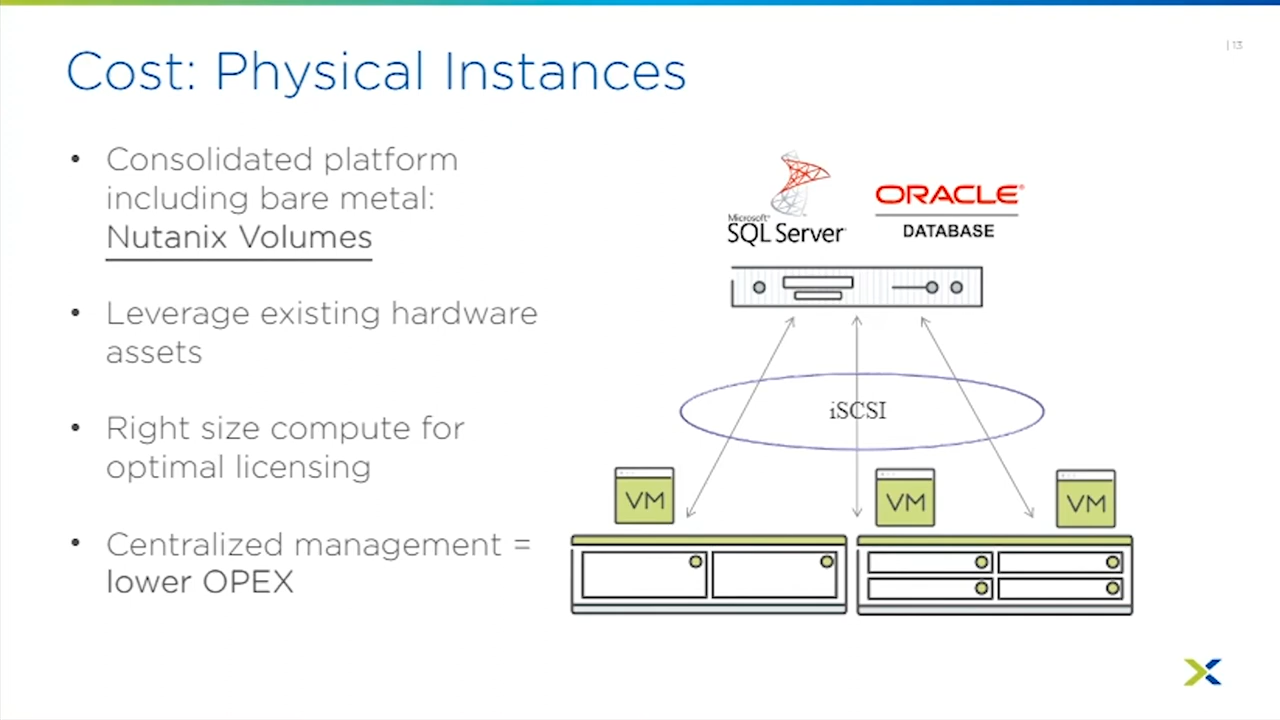 | 13
Cost: Physical Instances
• Consolidated platform
including bare metal:
Nutanix Volumes
• Leverage existing hardware
assets
• Right size compute for
optimal licensing
• Centralized management =
lower OPEX
Microsoft®
SQL Server®
ORACLE®
DATABASE
iSCSI
VM
VM
VM